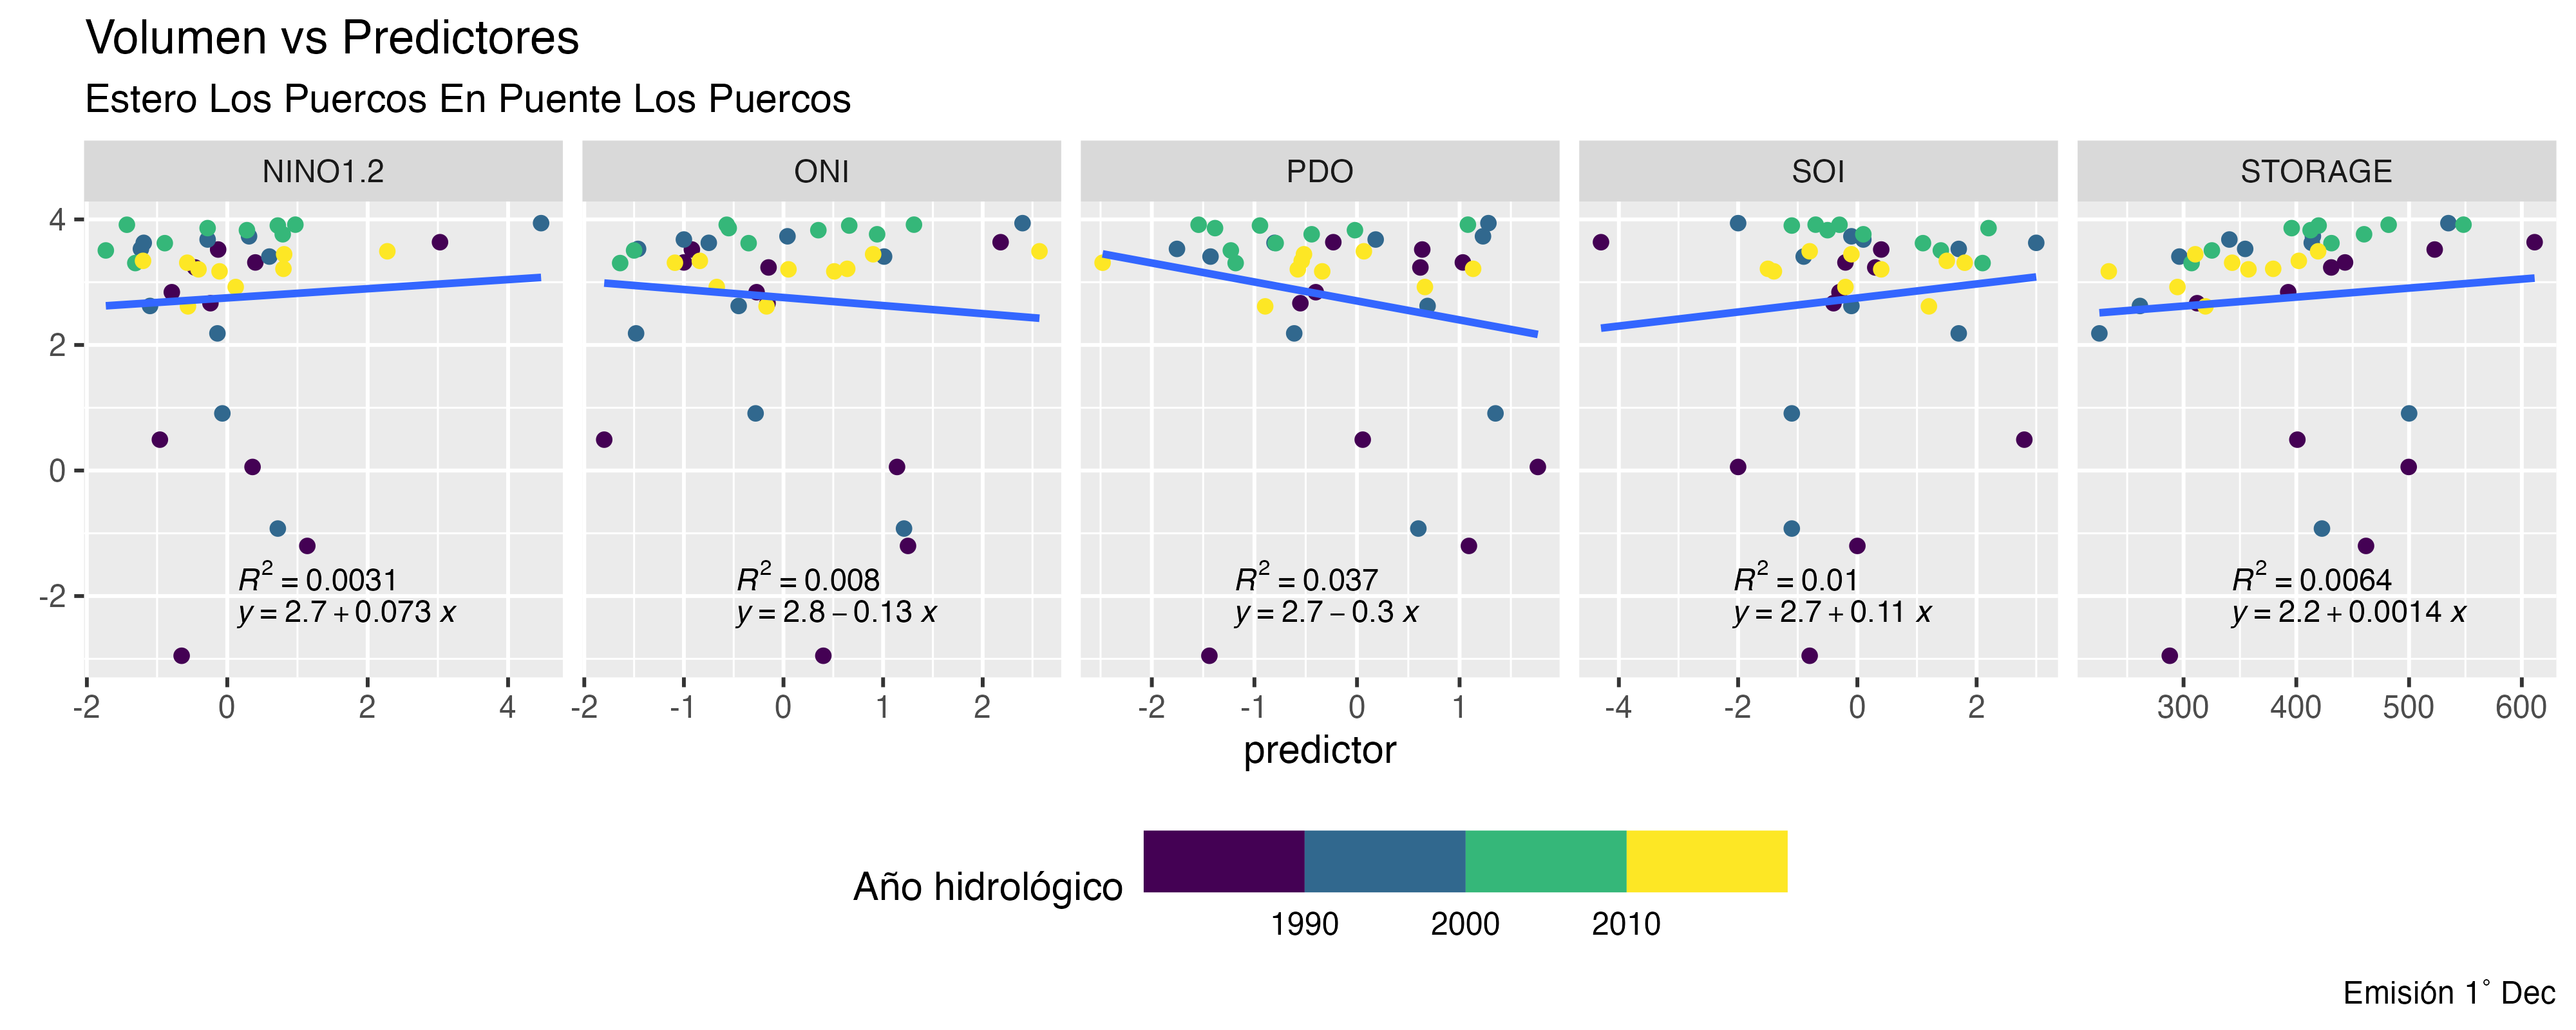 Volumen vs Predictores
Estero Los Puercos En Puente Los Puercos
NINO1.2 ONI PDO SOI STORAGE
4
2
0
-2
R² = 0.0031
y = 2.7 + 0.073 x
R² = 0.008
y = 2.8 − 0.13 x
R² = 0.037
y = 2.7 − 0.3 x
R² = 0.01
y = 2.7 + 0.11 x
R² = 0.0064
y = 2.2 + 0.0014 x
-2 0 2 4
-2 -1 0 1 2
-2 -1 0 1
-4 -2 0 2
300 400 500 600
predictor
Año hidrológico
1990 2000 2010
Emisión 1° Dec